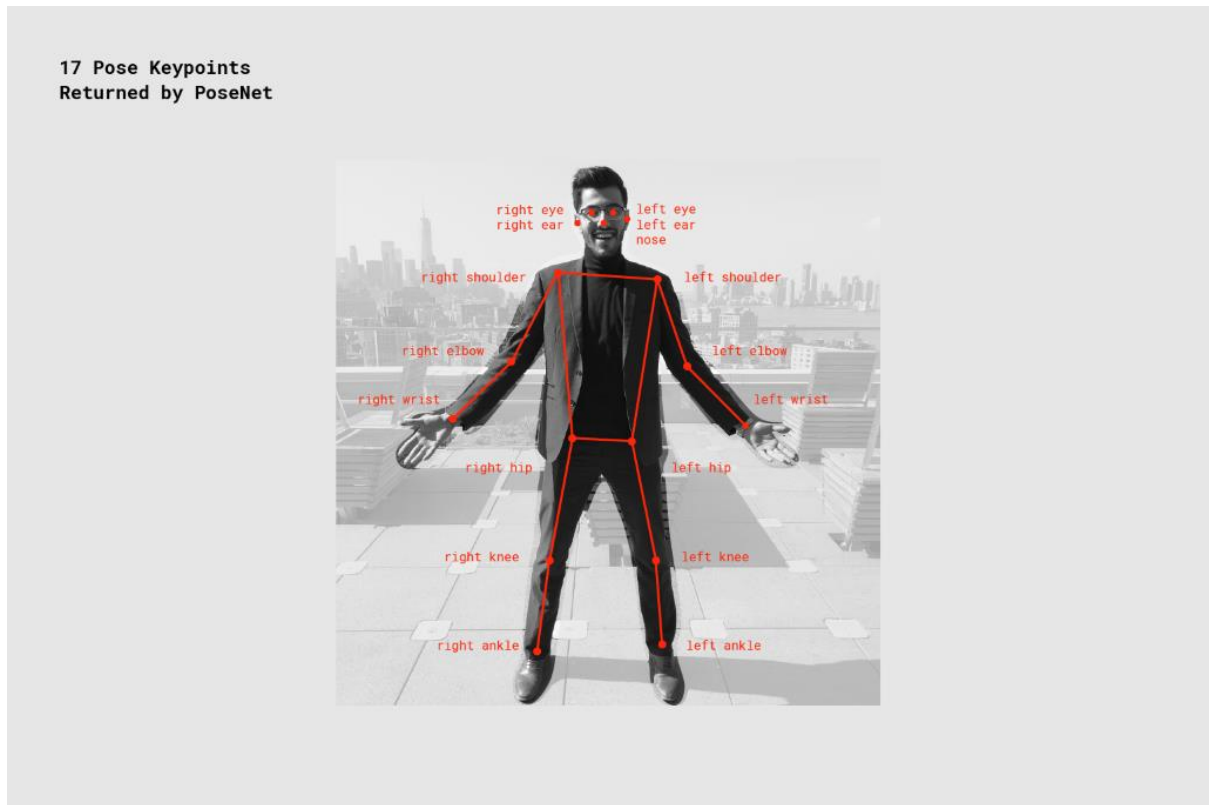 17 Pose Keypoints
Returned by PoseNet
right eye
left eye
right ear
left ear
nose
right shoulder
left shoulder
right elbow
left elbow
right wrist
left wrist
right hip
left hip
right knee
left knee
right ankle
left ankle